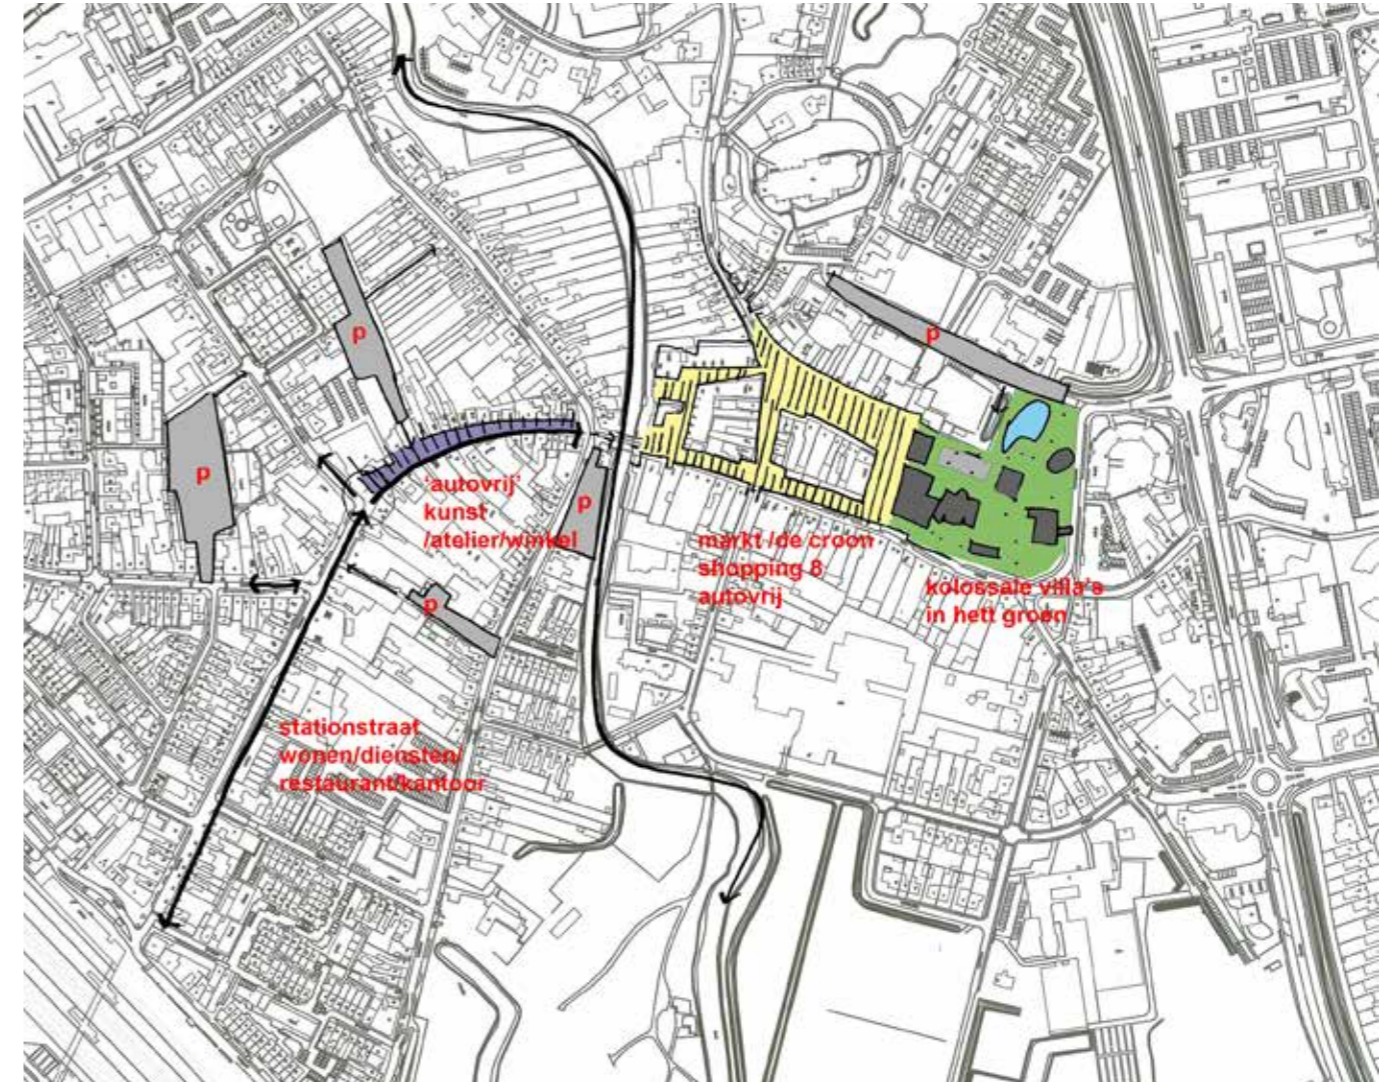 p
p
p
p
p
'autovrij'
kunst
/atelier/winkel
markt /de croon
shopping 8
autovrij
kolossale villa's
in hett groen
stationstraat
wonen/diensten/
restaurant/kantoor